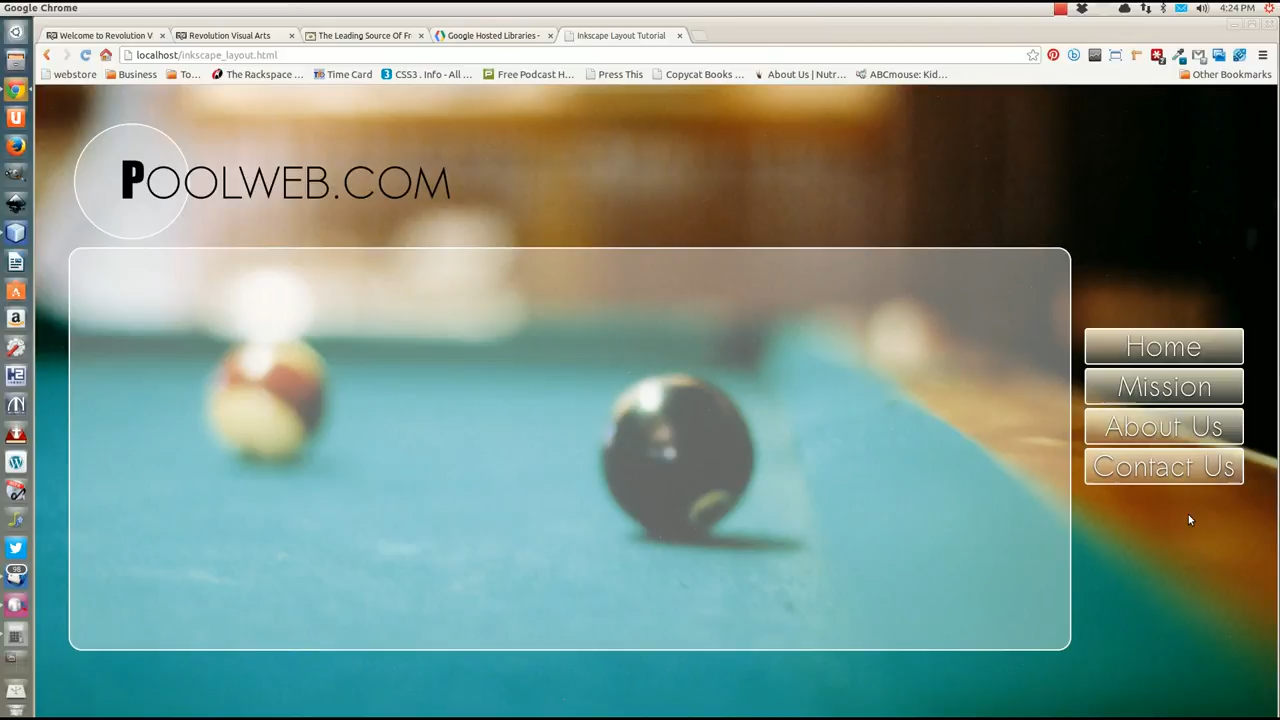 Google Chrome
4:24 PM
Welcome to Revolution V
Revolution Visual Arts
The Leading Source Of Fr
Google Hosted Libraries -
Inkscape Layout Tutorial
localhost/inkscape_layout.html
webstore
Business
To...
The Rackspace ...
Time Card
CSS3 . Info - All ...
Free Podcast H...
Press This
Copycat Books ...
About Us | Nutr...
ABCmouse: Kid...
Other Bookmarks
POOLWEB.COM
Home
Mission
About Us
Contact Us
98